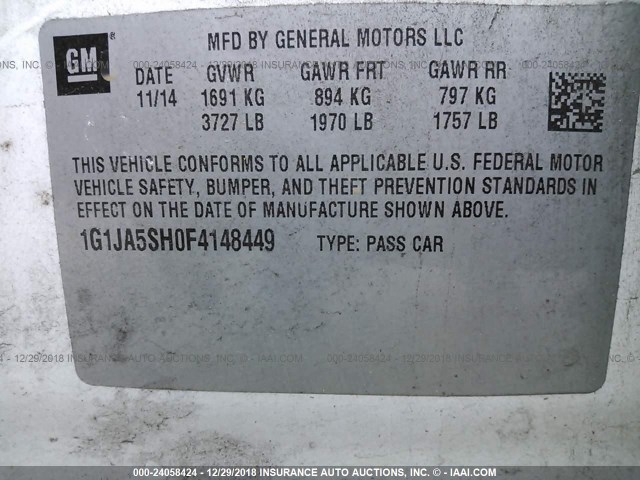 GM ®
MFD BY GENERAL MOTORS LLC
DATE GVWR GAWR FRT GAWR RR
11/14 1691 KG 894 KG 797 KG
3727 LB 1970 LB 1757 LB
THIS VEHICLE CONFORMS TO ALL APPLICABLE U.S. FEDERAL MOTOR
VEHICLE SAFETY, BUMPER, AND THEFT PREVENTION STANDARDS IN
EFFECT ON THE DATE OF MANUFACTURE SHOWN ABOVE.
1G1JA5SH0F4148449 TYPE: PASS CAR
000-24058424 - 12/29/2018 INSURANCE AUTO AUCTIONS, INC. - IAAI.COM